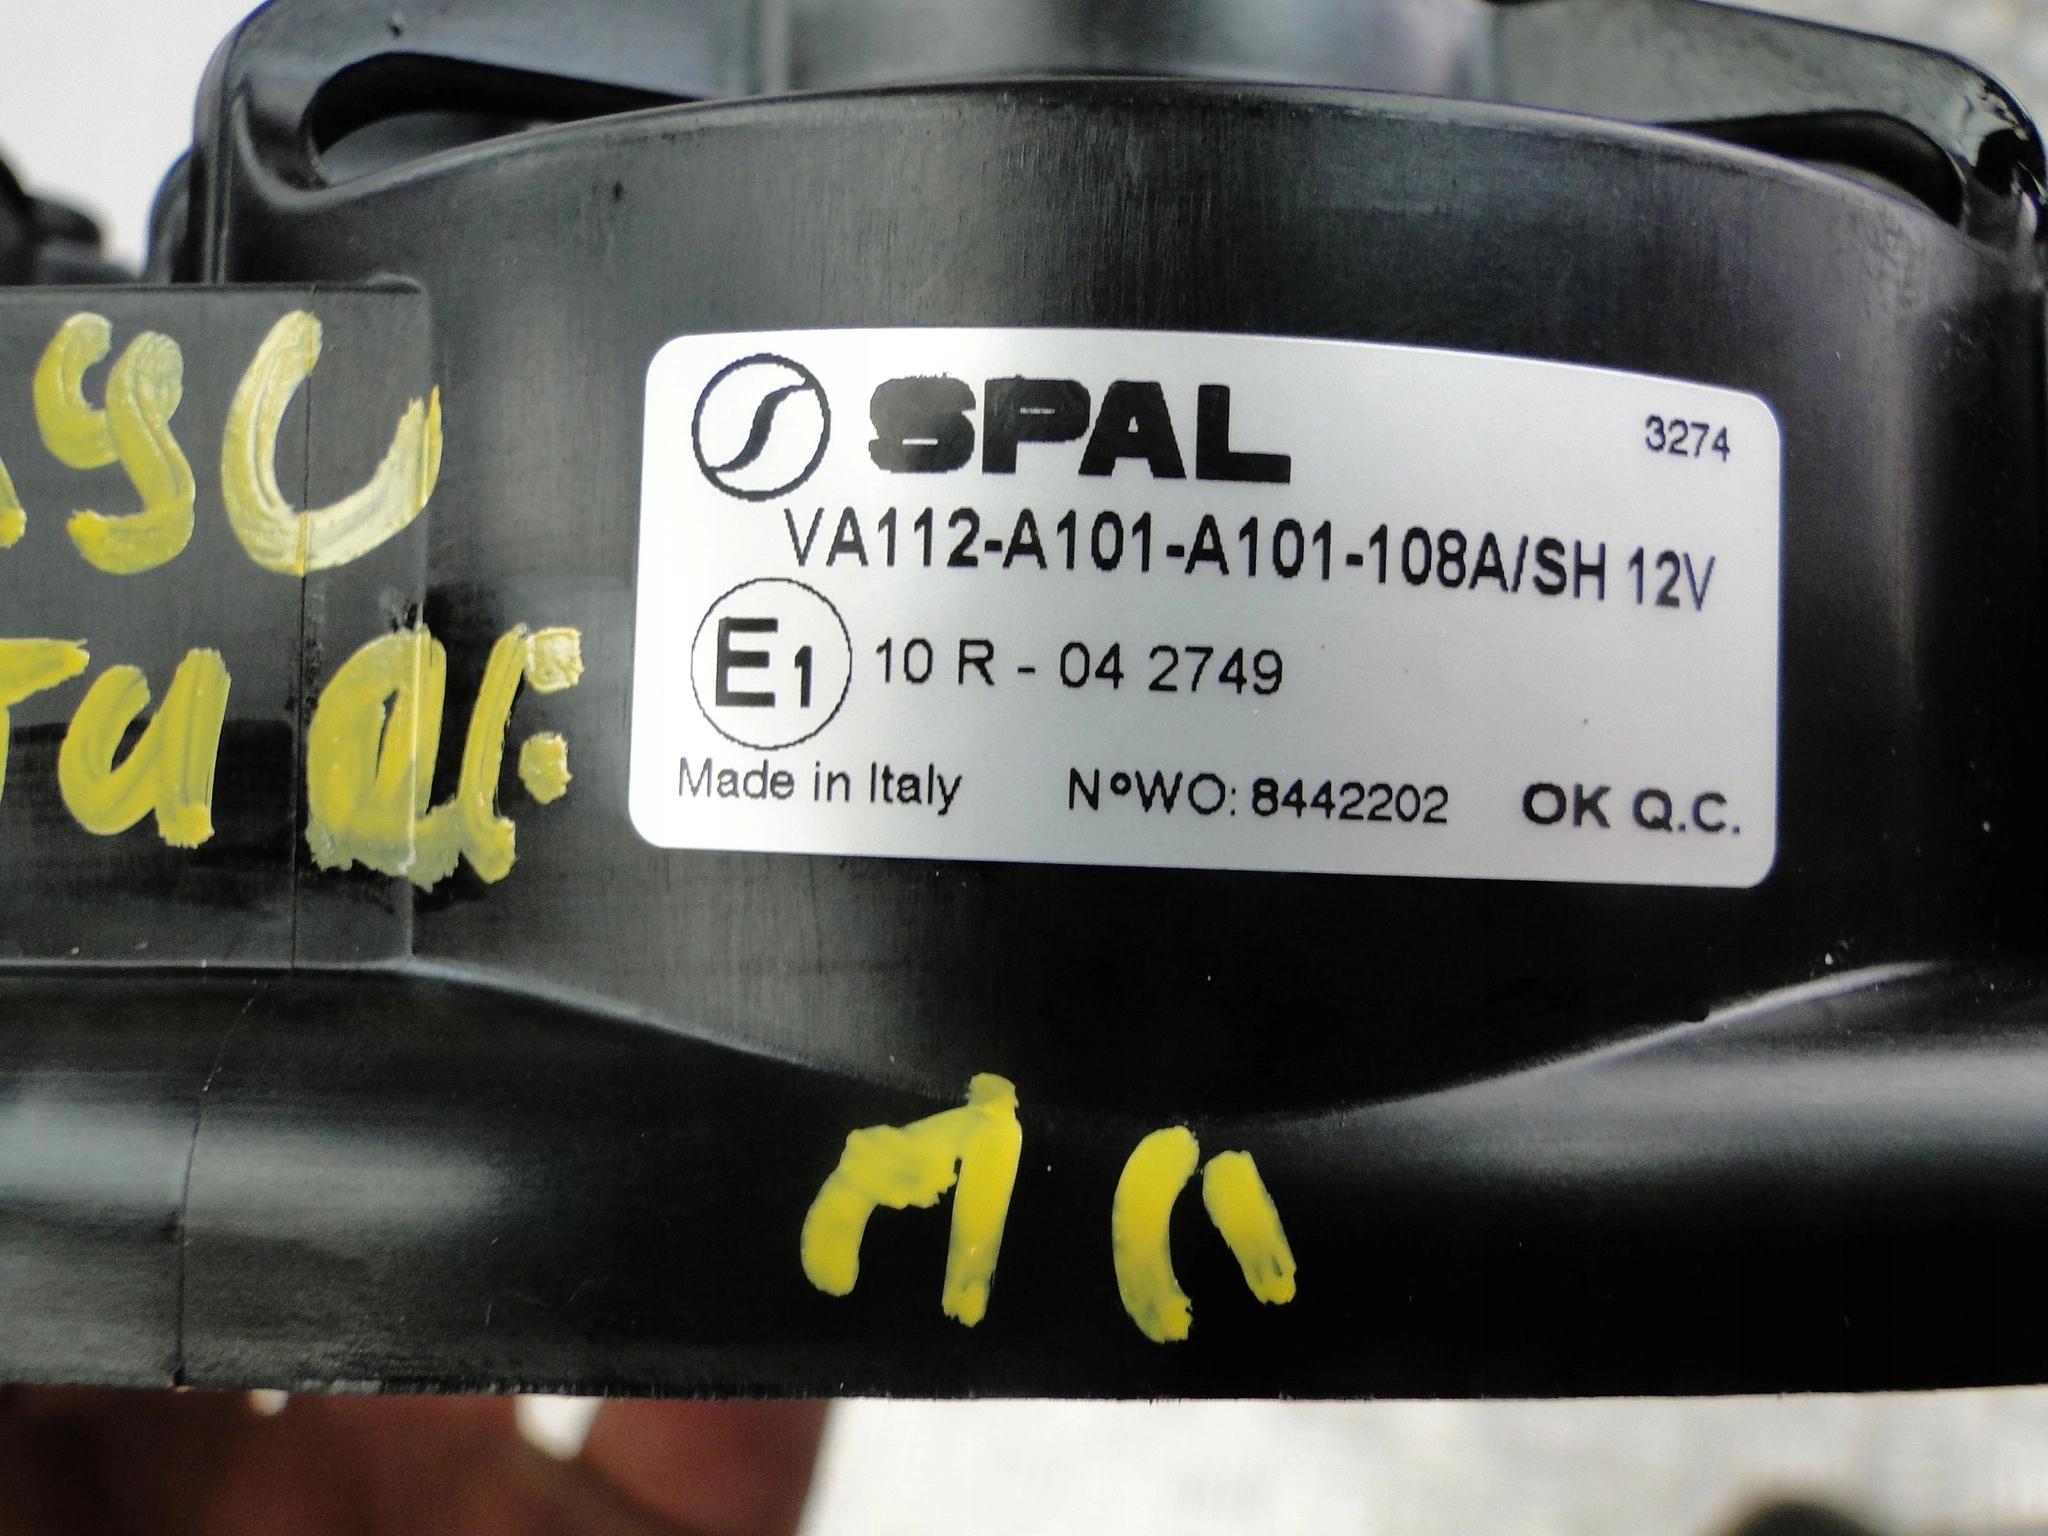 SPAL
3274
VA112-A101-A101-108A/SH 12V
E1 10 R - 04 2749
Made in Italy N°WO: 8442202 OK Q.C.